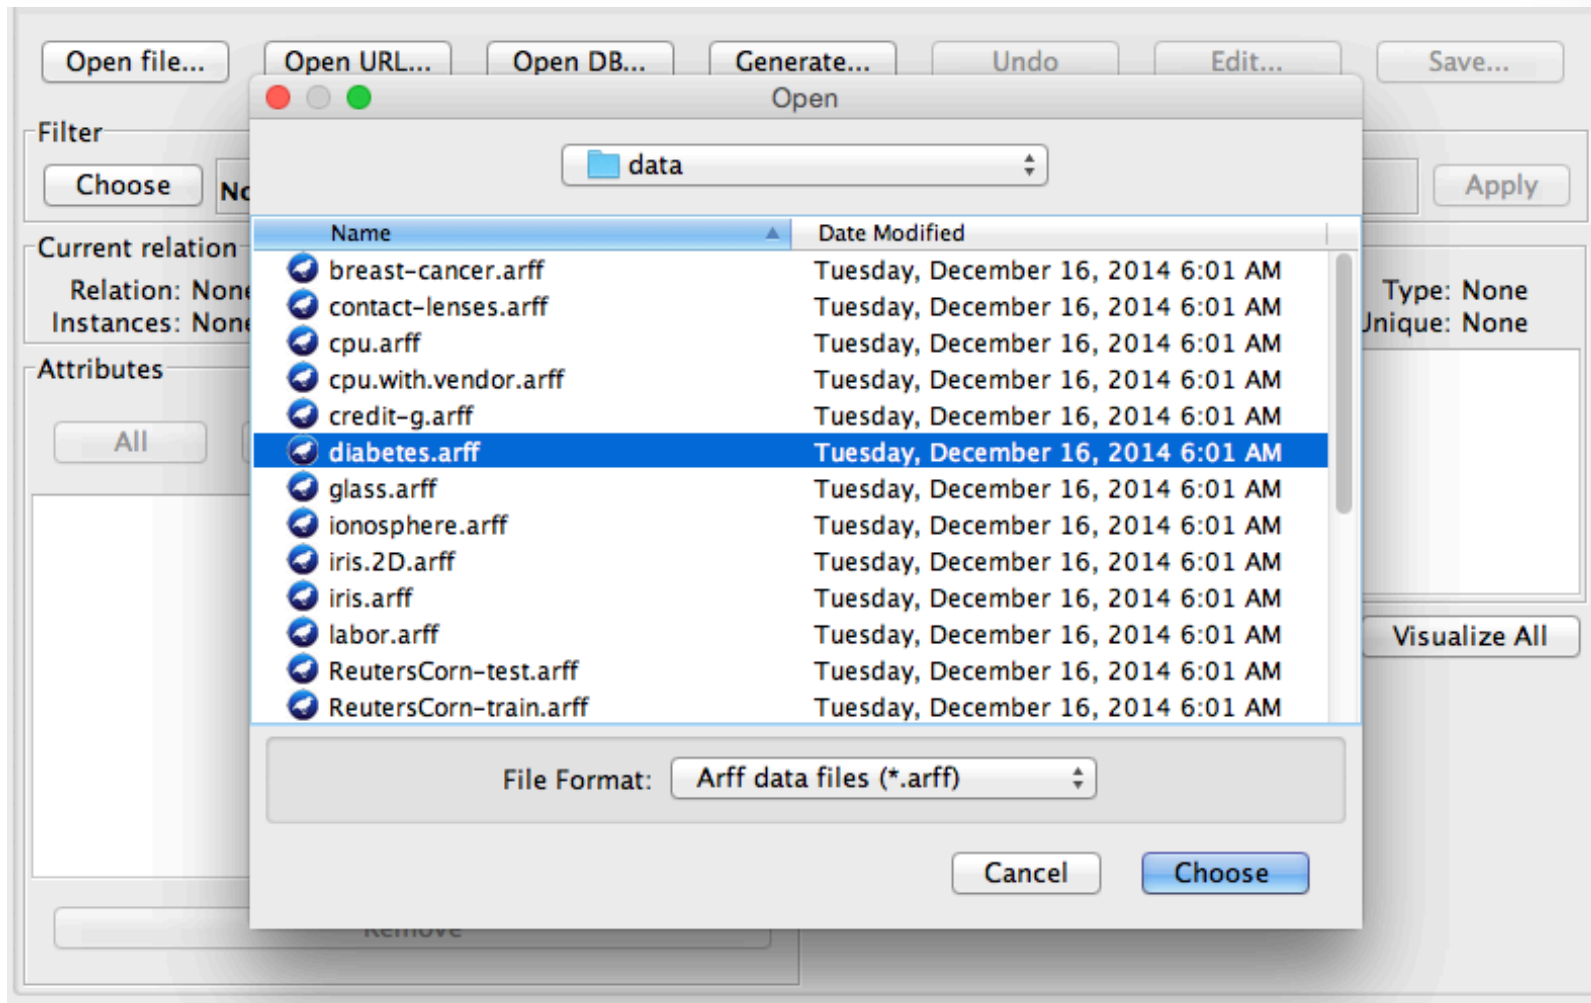 Open file... Open URL... Open DB... Generate... Undo Edit... Save...
Open
Filter
data
Choose Apply
Name Date Modified
Current relation
breast-cancer.arff Tuesday, December 16, 2014 6:01 AM
Relation: None Type: None
contact-lenses.arff Tuesday, December 16, 2014 6:01 AM
Instances: None Unique: None
cpu.arff Tuesday, December 16, 2014 6:01 AM
Attributes
cpu.with.vendor.arff Tuesday, December 16, 2014 6:01 AM
credit-g.arff Tuesday, December 16, 2014 6:01 AM
All
diabetes.arff Tuesday, December 16, 2014 6:01 AM
glass.arff Tuesday, December 16, 2014 6:01 AM
ionosphere.arff Tuesday, December 16, 2014 6:01 AM
iris.2D.arff Tuesday, December 16, 2014 6:01 AM
iris.arff Tuesday, December 16, 2014 6:01 AM
labor.arff Tuesday, December 16, 2014 6:01 AM
Visualize All
ReutersCorn-test.arff Tuesday, December 16, 2014 6:01 AM
ReutersCorn-train.arff Tuesday, December 16, 2014 6:01 AM
File Format: Arff data files (*.arff)
Cancel Choose
Remove